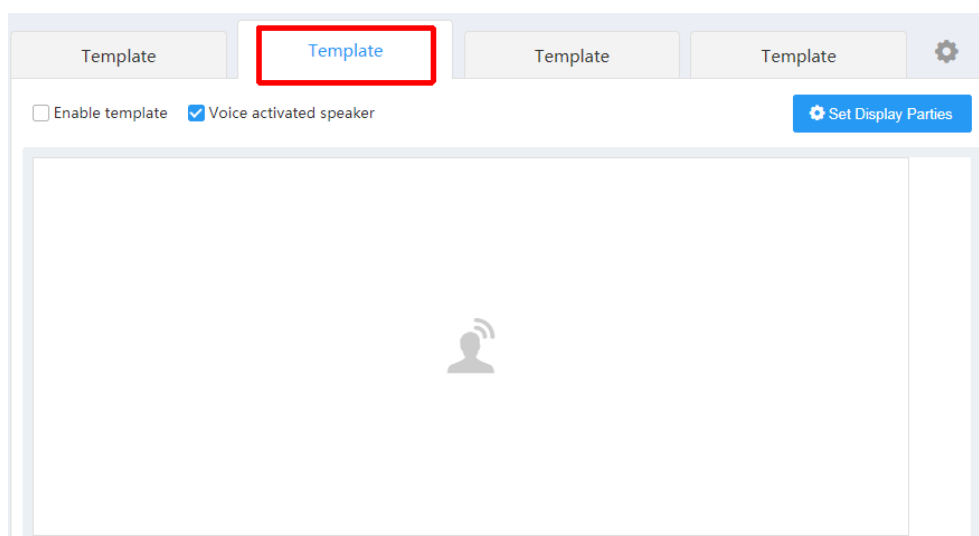 Template
Template
Template
Template
Enable template
Voice activated speaker
Set Display Parties